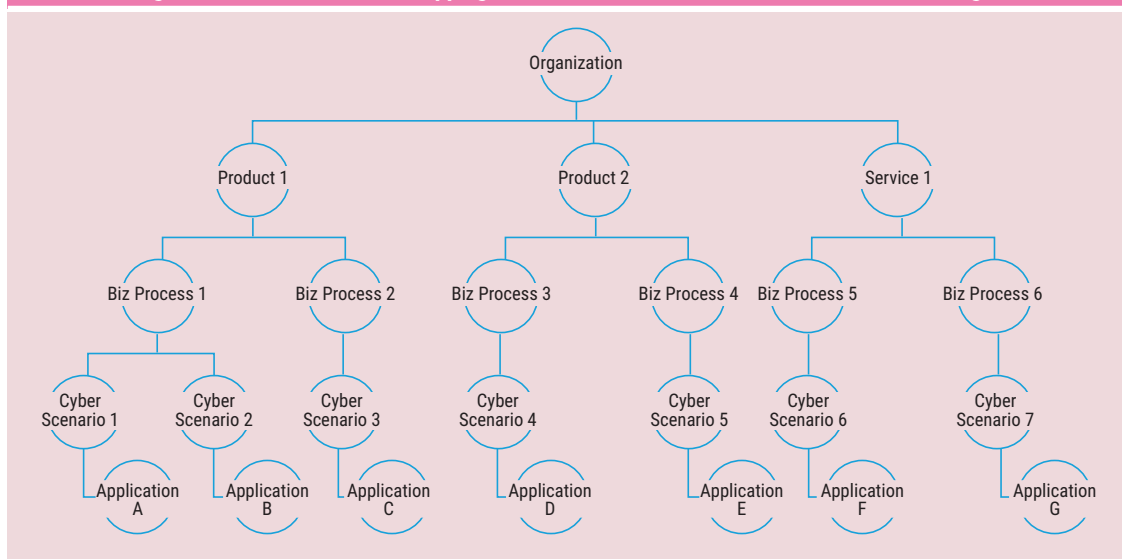 Organization
Product 1
Product 2
Service 1
Biz Process 1
Biz Process 2
Biz Process 3
Biz Process 4
Biz Process 5
Biz Process 6
Cyber
Scenario 1
Cyber
Scenario 2
Cyber
Scenario 3
Cyber
Scenario 4
Cyber
Scenario 5
Cyber
Scenario 6
Cyber
Scenario 7
Application
A
Application
B
Application
C
Application
D
Application
E
Application
F
Application
G